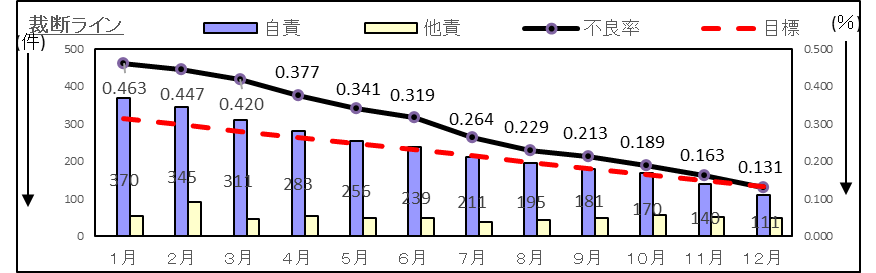 裁断ライン
自責 他責 不良率 目標
(件) (%)
500 0.500
400 0.400
300 0.300
200 0.200
100 0.100
0 0.000
0.463 0.447 0.420 0.377 0.341 0.319 0.264 0.229 0.213 0.189 0.163 0.131
370 345 311 283 256 239 211 195 181 170 140 111
1月 2月 3月 4月 5月 6月 7月 8月 9月 10月 11月 12月